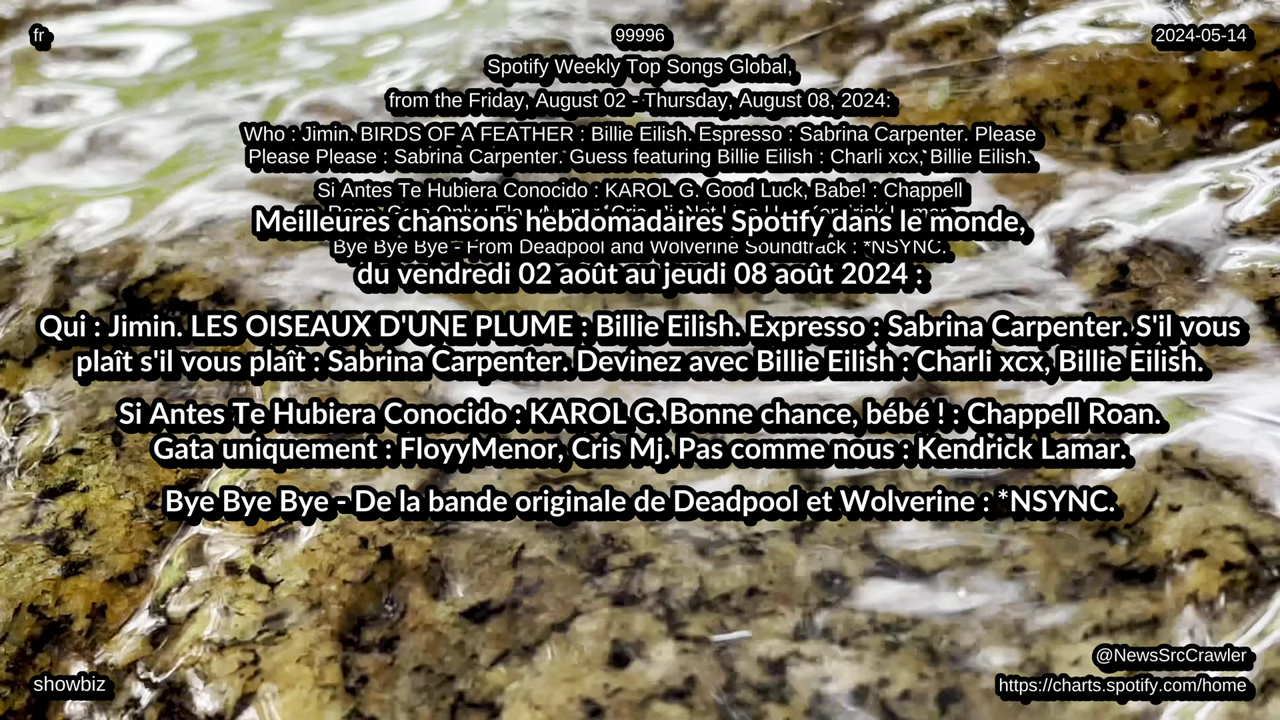 fr
99996
2024-05-14
Spotify Weekly Top Songs Global,
from the Friday, August 02 - Thursday, August 08, 2024:
Who : Jimin. BIRDS OF A FEATHER : Billie Eilish. Espresso : Sabrina Carpenter. Please
Please Please : Sabrina Carpenter. Guess featuring Billie Eilish : Charli xcx, Billie Eilish.
Si Antes Te Hubiera Conocido : KAROL G. Good Luck, Babe! : Chappell
Meilleures chansons hebdomadaires Spotify dans le monde,
Bye Bye Bye - From Deadpool and Wolverine Soundtrack : *NSYNC.
du vendredi 02 août au jeudi 08 août 2024 :
Qui : Jimin. LES OISEAUX D'UNE PLUME : Billie Eilish. Expresso : Sabrina Carpenter. S'il vous
plaît s'il vous plaît : Sabrina Carpenter. Devinez avec Billie Eilish : Charli xcx, Billie Eilish.
Si Antes Te Hubiera Conocido : KAROL G. Bonne chance, bébé ! : Chappell Roan.
Gata uniquement : FloyyMenor, Cris Mj. Pas comme nous : Kendrick Lamar.
Bye Bye Bye - De la bande originale de Deadpool et Wolverine : *NSYNC.
@NewsSrcCrawler
showbiz
https://charts.spotify.com/home